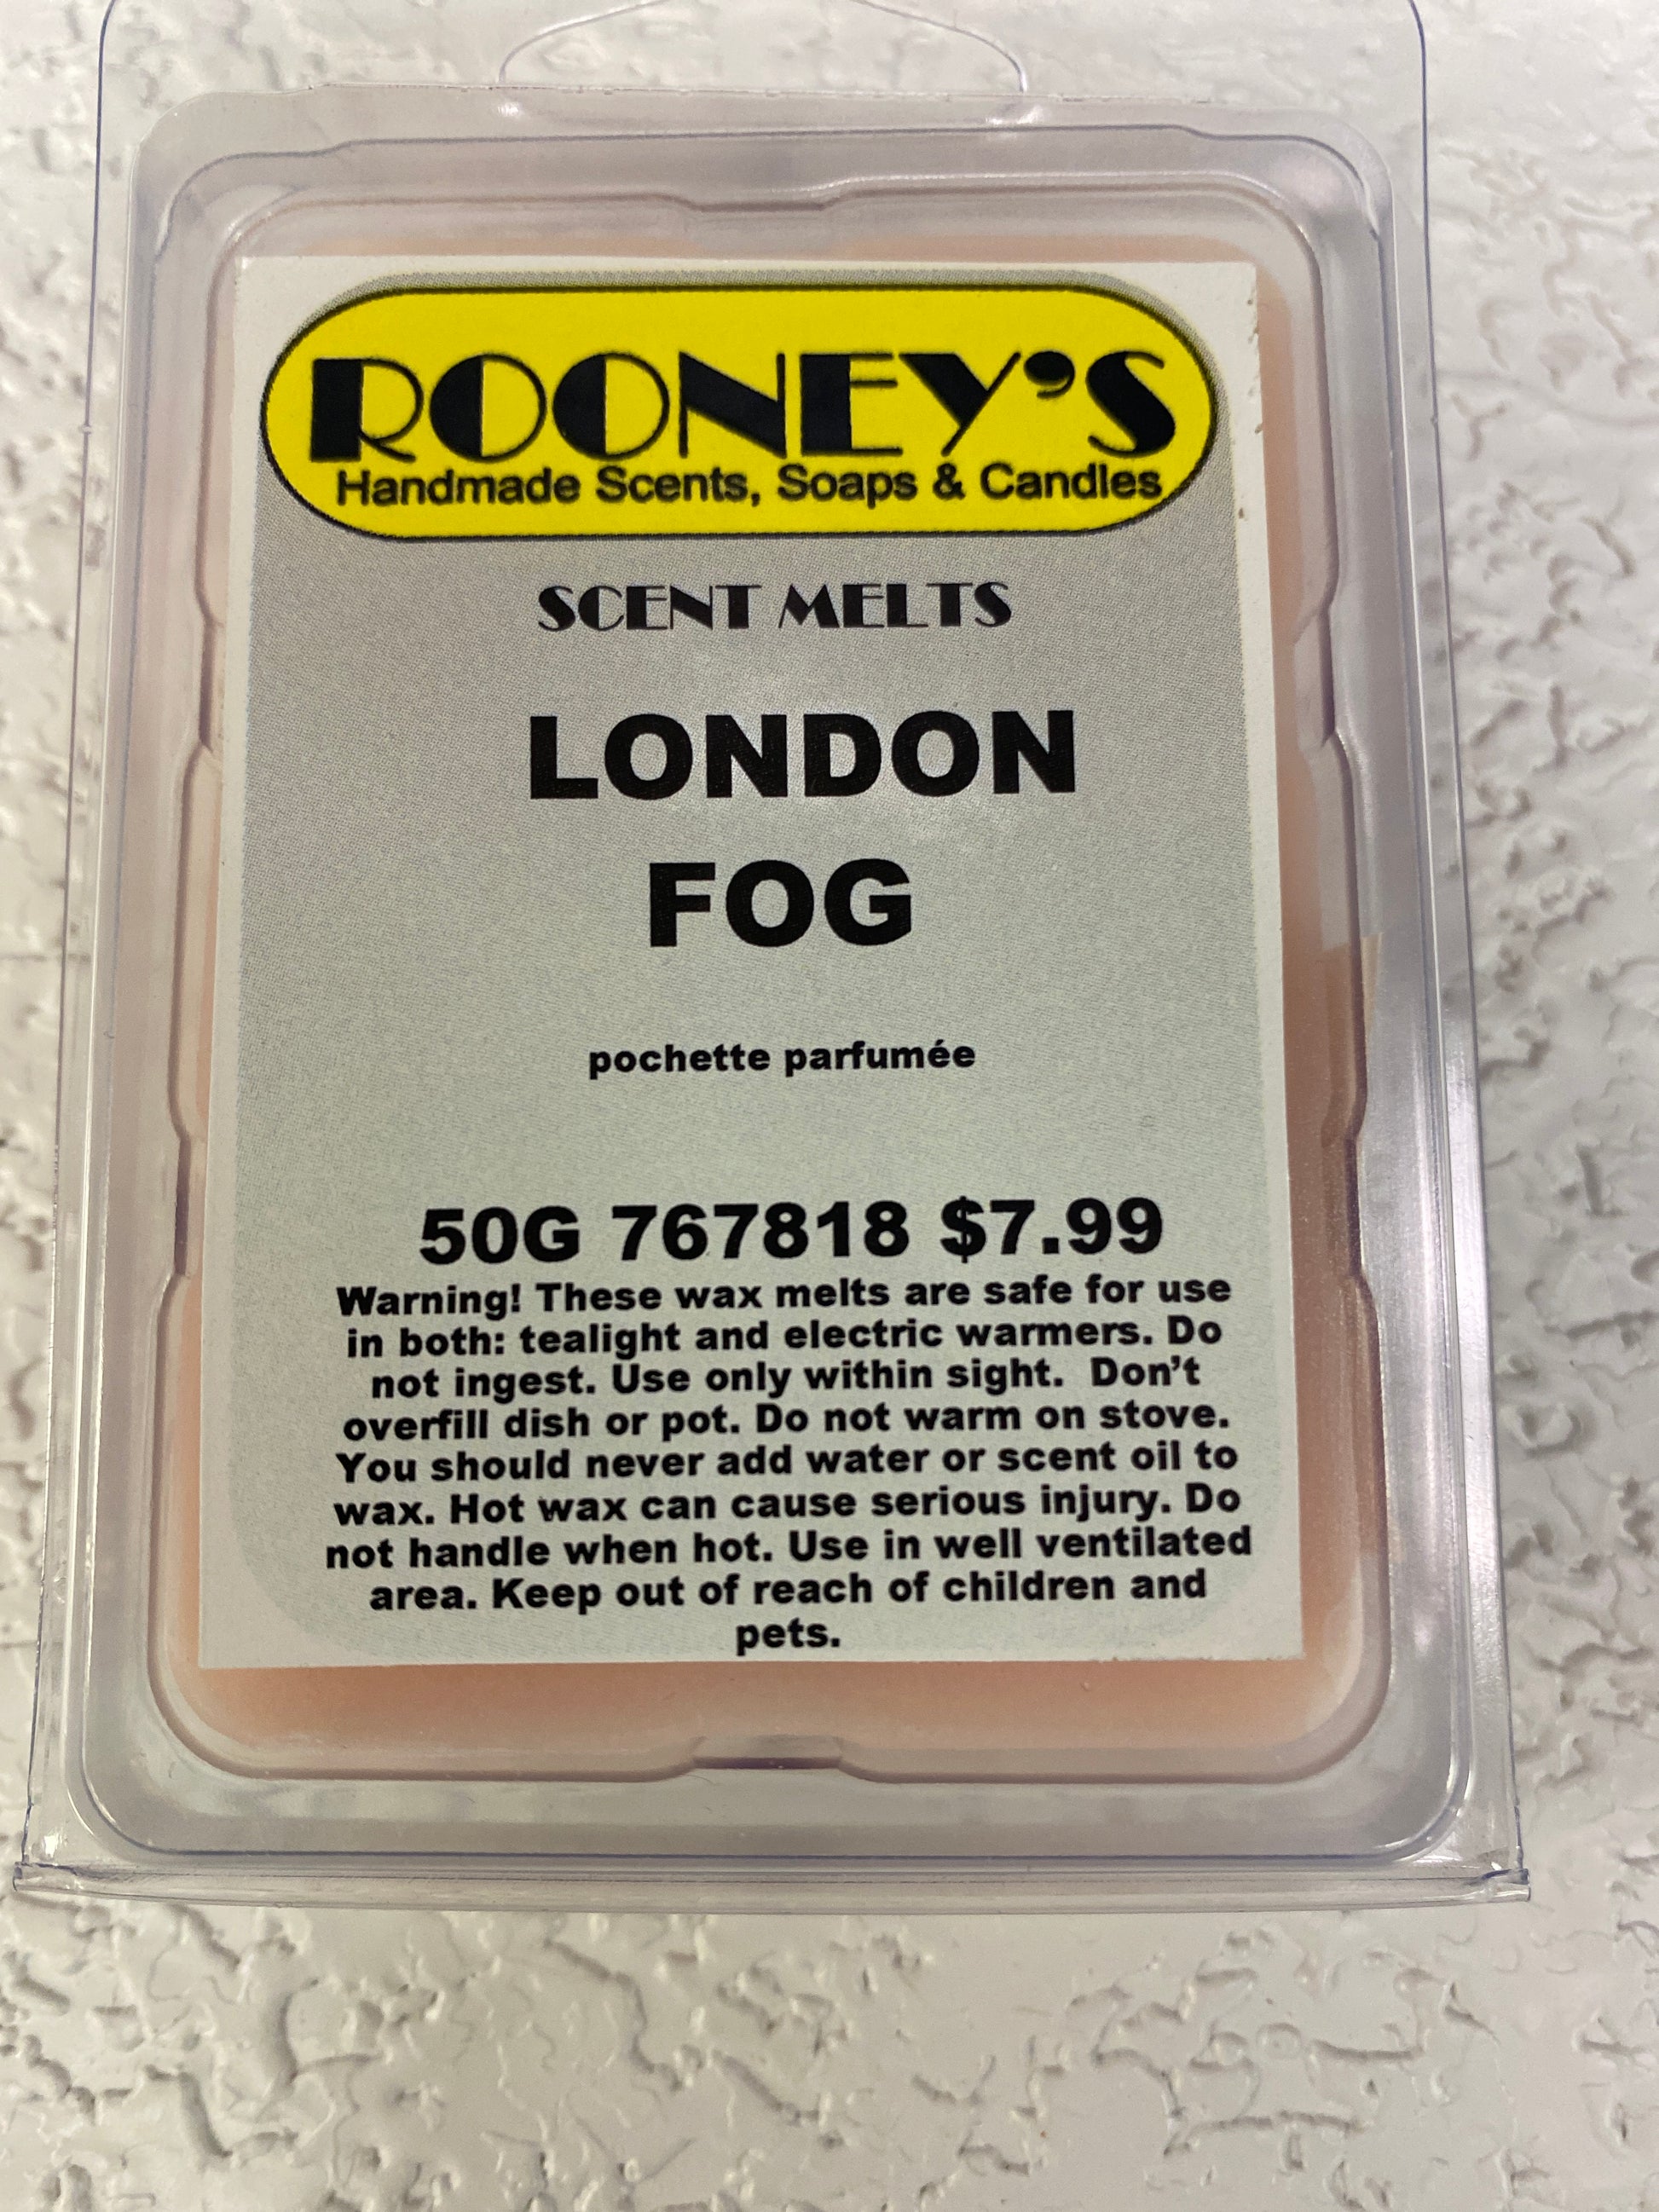 ROONEY'S
Handmade Scents, Soaps & Candles
SCENT MELTS
LONDON
FOG
pochette parfumée
50G 767818 $7.99
Warning! These wax melts are safe for use
in both: tealight and electric warmers. Do
not ingest. Use only within sight.  Don't
overfill dish or pot. Do not warm on stove.
You should never add water or scent oil to
wax. Hot wax can cause serious injury. Do
not handle when hot. Use in well ventilated
area. Keep out of reach of children and
pets.